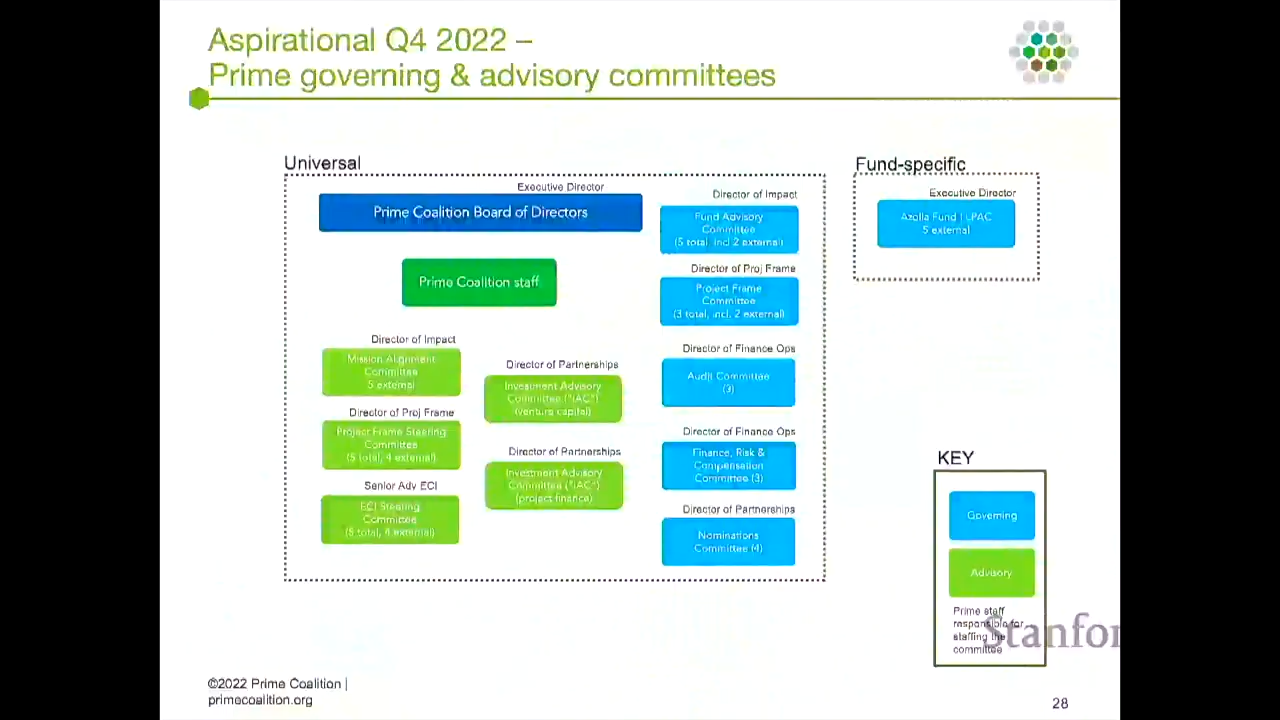 Aspirational Q4 2022 –
Prime governing & advisory committees
Universal
Executive Director
Prime Coalition Board of Directors
Prime Coalition staff
Director of Impact
Mission Alignment
Committee
5 external
Director of Proj Frame
Project Frame Steering
Committee
(5 total, 4 external)
Senior Adv ECI
ECI Steering
Committee
(5 total, 4 external)
Director of Partnerships
Investment Advisory
Committee ("IAC")
(venture capital)
Director of Partnerships
Investment Advisory
Committee ("IAC")
(project finance)
Director of Impact
Fund Advisory
Committee
(5 total, incl 2 external)
Director of Proj Frame
Project Frame
Committee
(3 total, incl. 2 external)
Director of Finance Ops
Audit Committee
(3)
Director of Finance Ops
Finance, Risk &
Compensation
Committee (3)
Director of Partnerships
Nominations
Committee (4)
Fund-specific
Executive Director
Azolla Fund I LPAC
5 external
KEY
Governing
Advisory
Prime staff
responsible for
staffing the
committee
Stanfor
©2022 Prime Coalition |
primecoalition.org
28